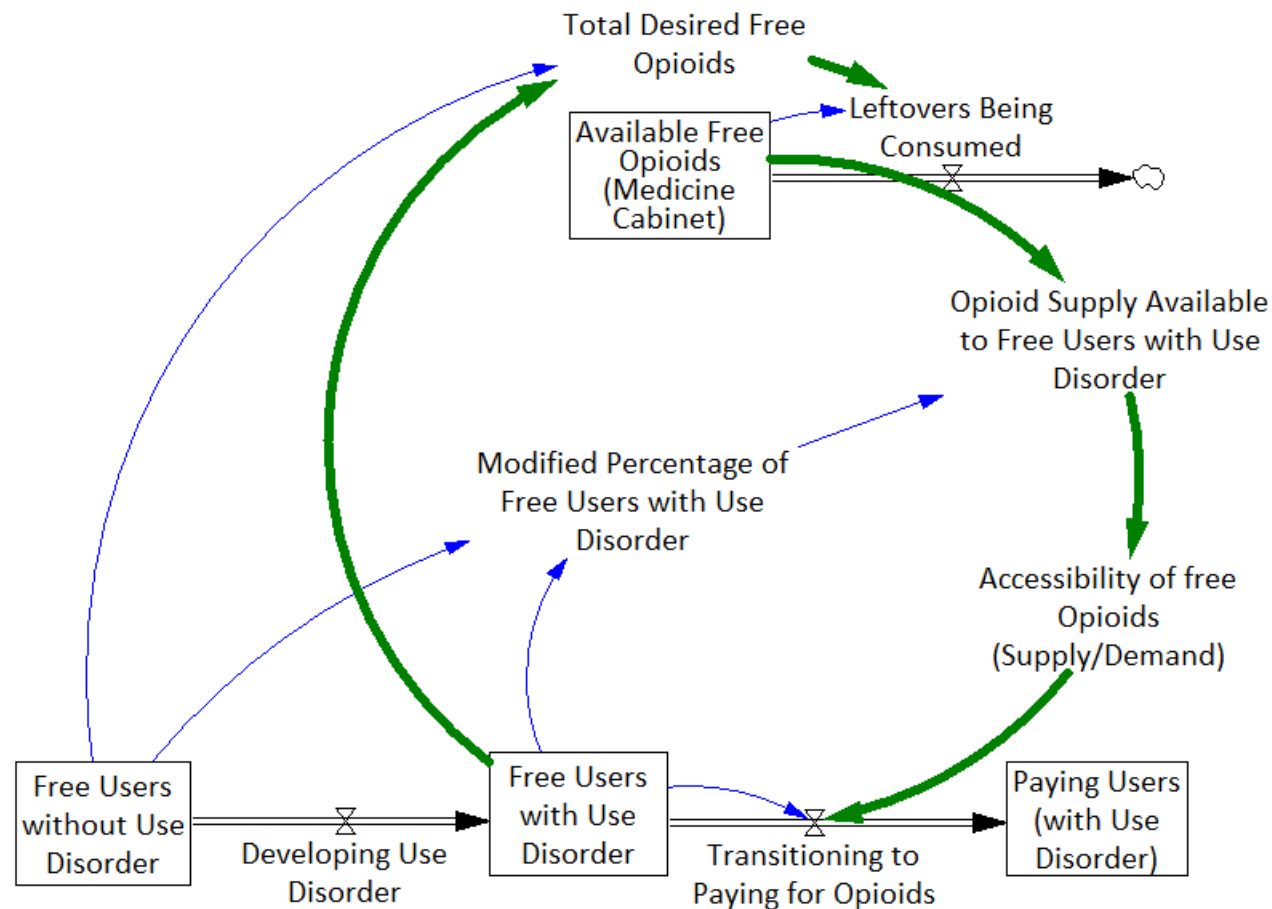 Total Desired Free
Opioids
Leftovers Being
Consumed
Available Free
Opioids
(Medicine
Cabinet)
Opioid Supply Available
to Free Users with Use
Disorder
Modified Percentage of
Free Users with Use
Disorder
Accessibility of free
Opioids
(Supply/Demand)
Free Users
without Use
Disorder
Developing Use
Disorder
Free Users
with Use
Disorder
Transitioning to
Paying for Opioids
Paying Users
(with Use
Disorder)